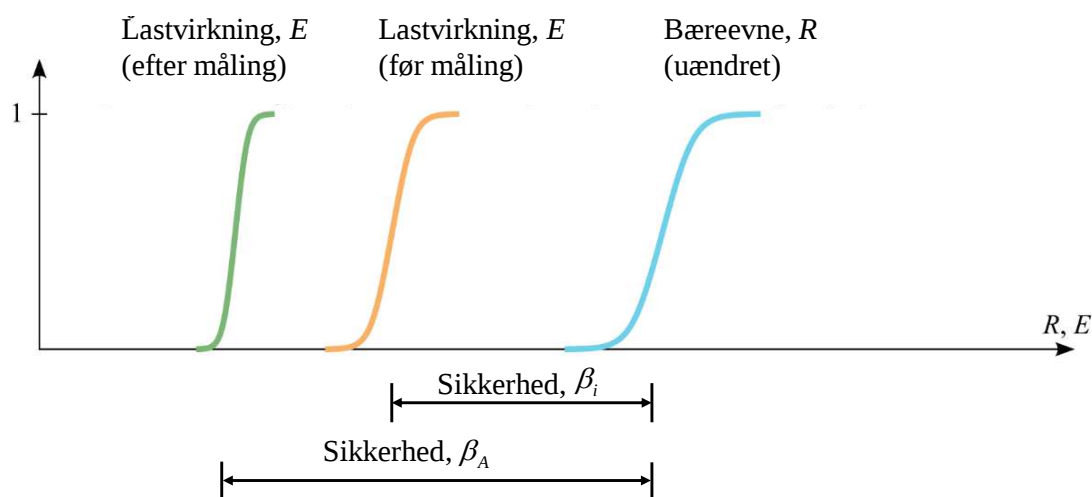 Lastvirkning, E
(efter måling)
Lastvirkning, E
(før måling)
Bæreevne, R
(uændret)
1
R, E
Sikkerhed, βi
Sikkerhed, βA